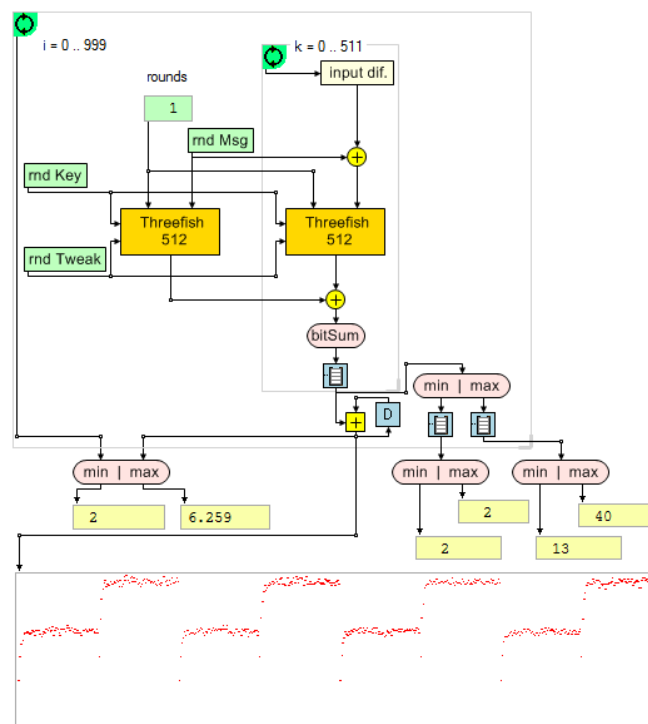 i = 0 .. 999
k = 0 .. 511
input dif.
rounds
1
rnd Msg
+
rnd Key
Threefish
512
Threefish
512
rnd Tweak
+
bitSum
min | max
D
+
min | max
min | max
min | max
2
6.259
2
40
2
13